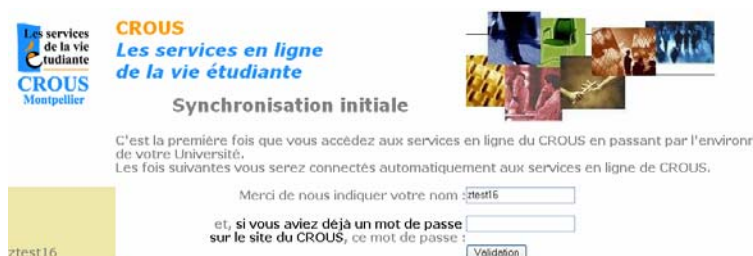 Les services
de la vie
étudiante
CROUS
Montpellier
CROUS
Les services en ligne
de la vie étudiante
Synchronisation initiale
C'est la première fois que vous accédez aux services en ligne du CROUS en passant par l'environ
de votre Université.
Les fois suivantes vous serez connectés automatiquement aux services en ligne de CROUS.
Merci de nous indiquer votre nom : ztest16
et, si vous aviez déjà un mot de passe
sur le site du CROUS, ce mot de passe :
Validation
ztest16